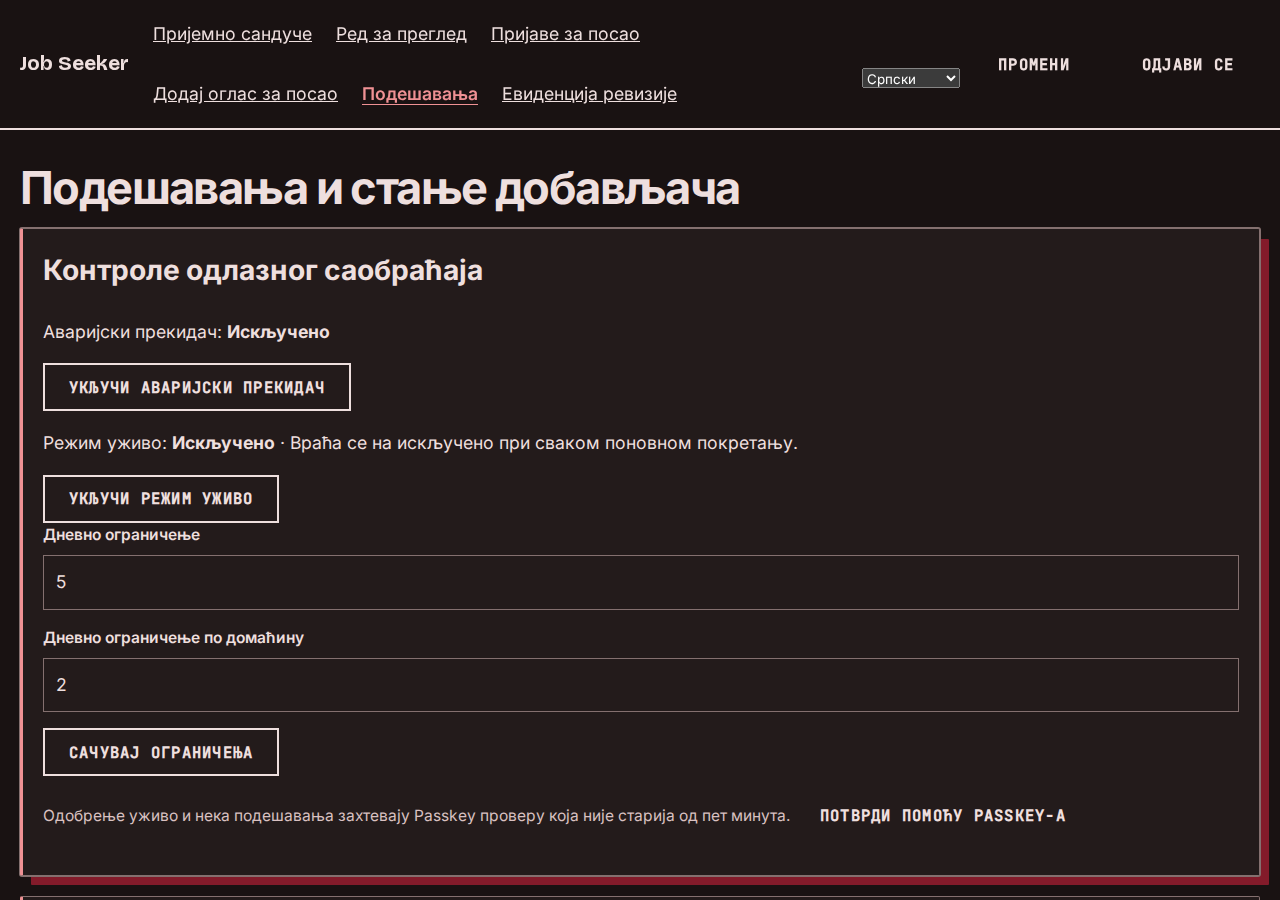 Job Seeker
Пријемно сандуче Ред за преглед Пријаве за посао
Додај оглас за посао Подешавања Евиденција ревизије
Српски
ПРОМЕНИ
ОДЈАВИ СЕ
Подешавања и стање добављача
Контроле одлазног саобраћаја
Аваријски прекидач: Искључено
УКЉУЧИ АВАРИЈСКИ ПРЕКИДАЧ
Режим уживо: Искључено · Враћа се на искључено при сваком поновном покретању.
УКЉУЧИ РЕЖИМ УЖИВО
Дневно ограничење
5
Дневно ограничење по домаћину
2
САЧУВАЈ ОГРАНИЧЕЊА
Одобрење уживо и нека подешавања захтевају Passkey проверу која није старија од пет минута. ПОТВРДИ ПОМОЋУ PASSKEY-А